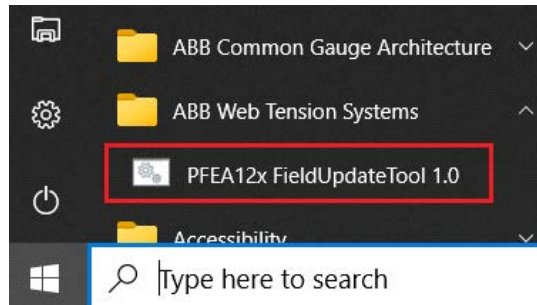 ABB Common Gauge Architecture
ABB Web Tension Systems
PFEA12x FieldUpdateTool 1.0
Accessibility
Type here to search